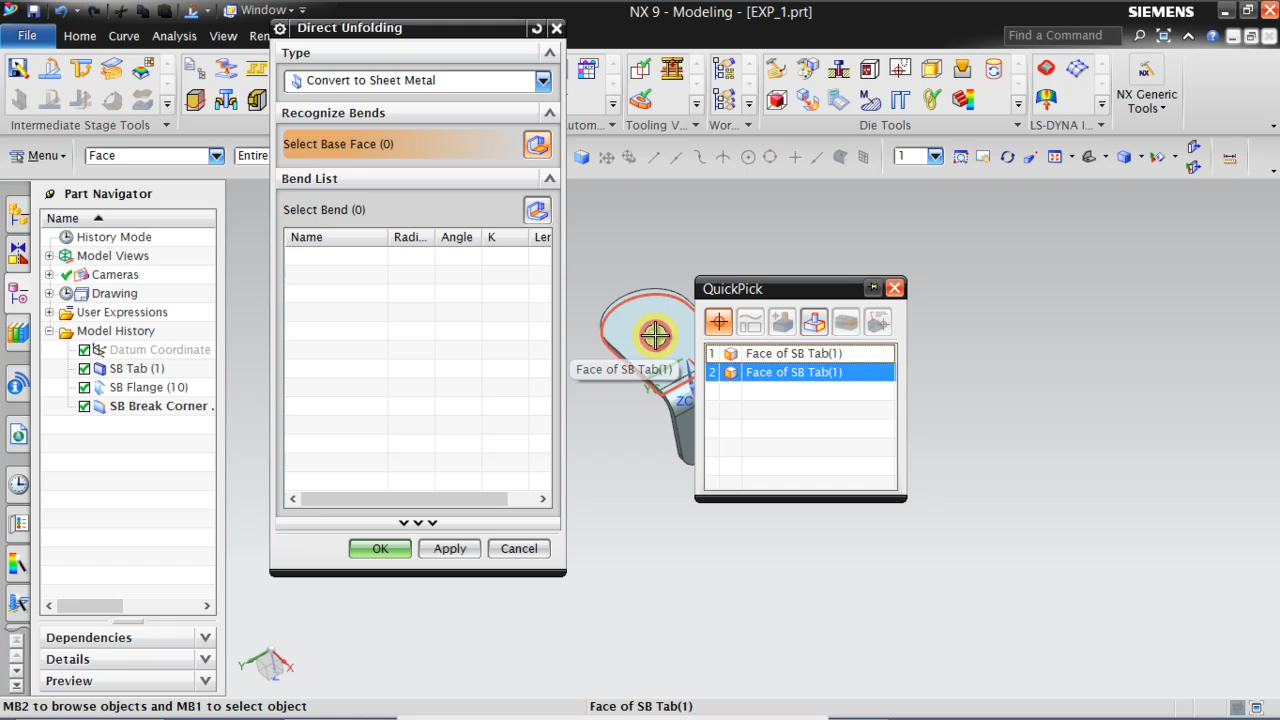 Window
NX 9 - Modeling - [EXP_1.prt]
SIEMENS
File
Home
Curve
Analysis
View
Find a Command
Direct Unfolding
Type
Convert to Sheet Metal
Recognize Bends
Select Base Face (0)
Bend List
Select Bend (0)
Name
Radi...
Angle
K
Ler
OK
Apply
Cancel
Intermediate Stage Tools
Tooling V...
Wor...
Die Tools
LS-DYNA I
NX Generic
Tools
Menu
Face
Entire
1
Part Navigator
Name
History Mode
Model Views
Cameras
Drawing
User Expressions
Model History
Datum Coordinate
SB Tab (1)
SB Flange (10)
SB Break Corner .
Dependencies
Details
Preview
QuickPick
1 Face of SB Tab(1)
2 Face of SB Tab(1)
Face of SB Tab(1)
ZC
Y
X
Z
MB2 to browse objects and MB1 to select object
Face of SB Tab(1)